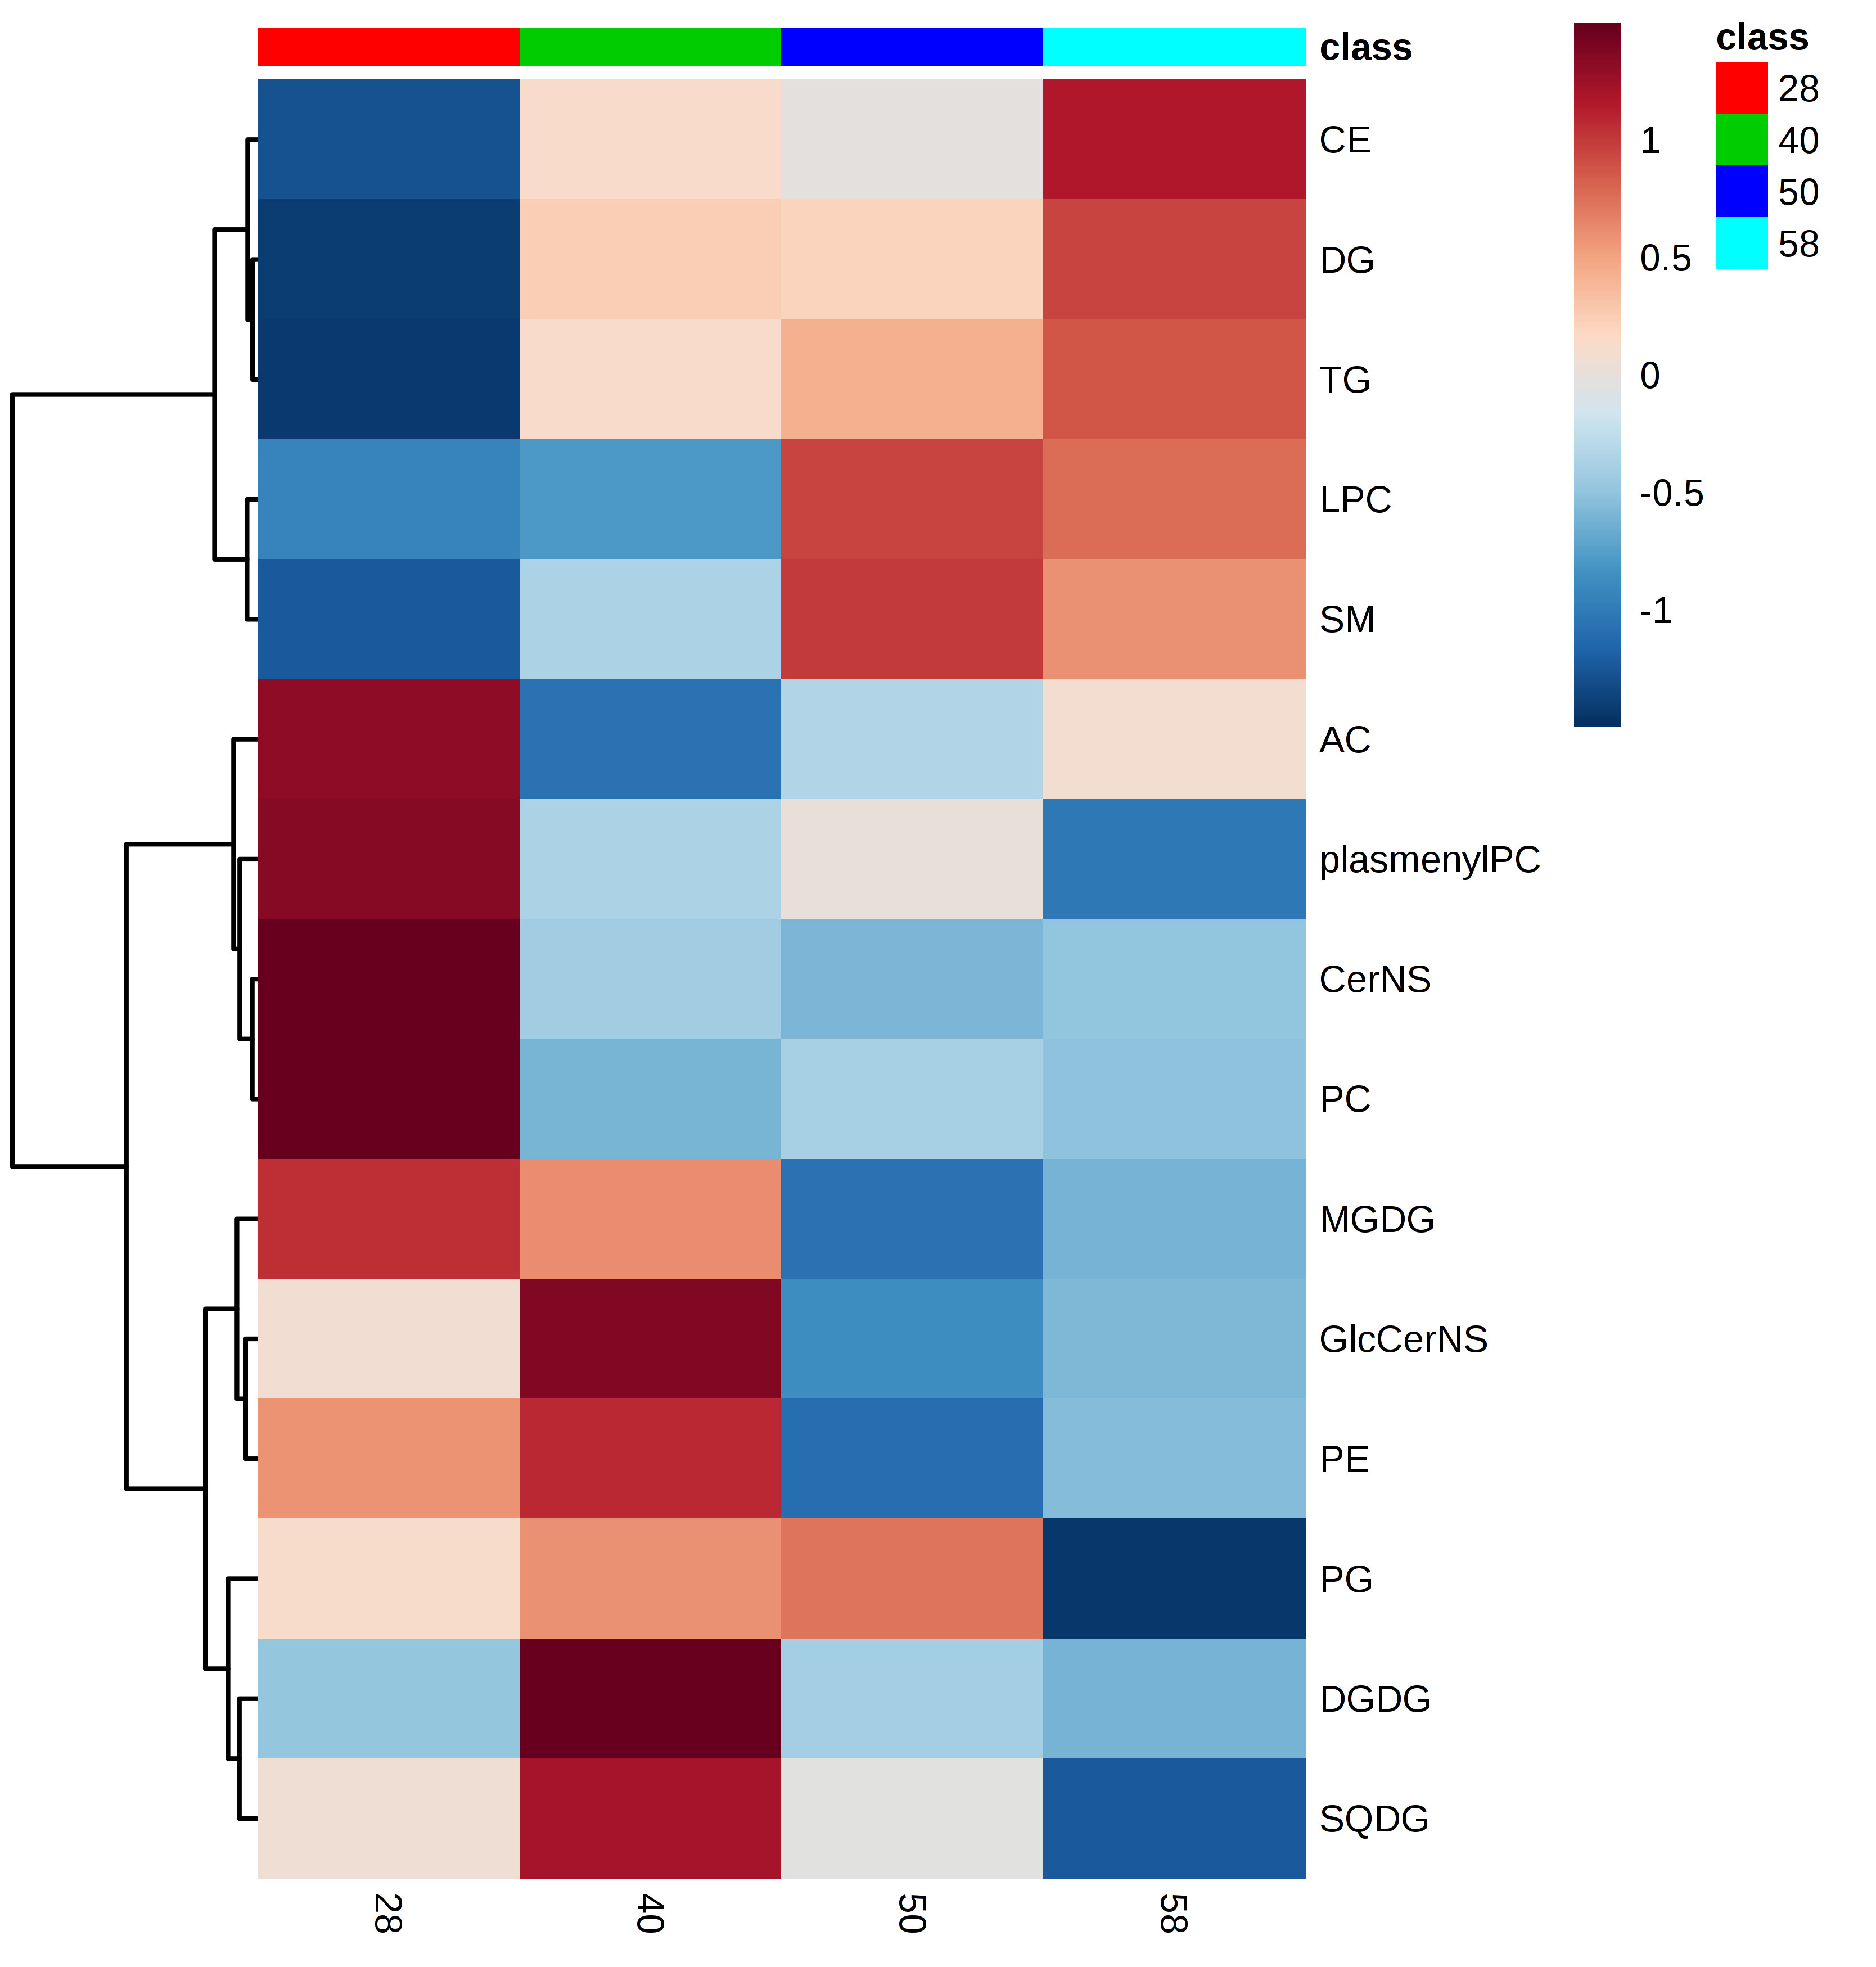 class
CE
DG
TG
LPC
SM
AC
plasmenylPC
CerNS
PC
MGDG
GlcCerNS
PE
PG
DGDG
SQDG
28
40
50
58
1
0.5
0
-0.5
-1
class
28
40
50
58